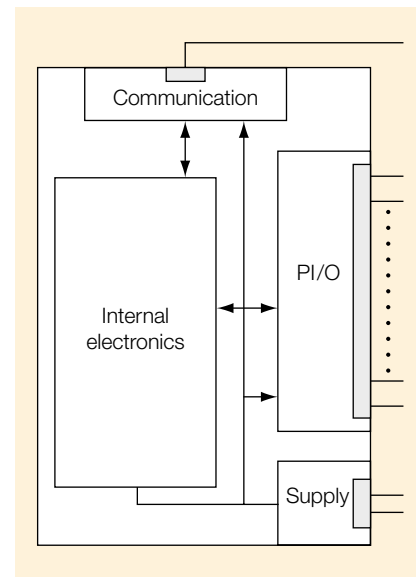 Communication
PI/O
Internal
electronics
Supply